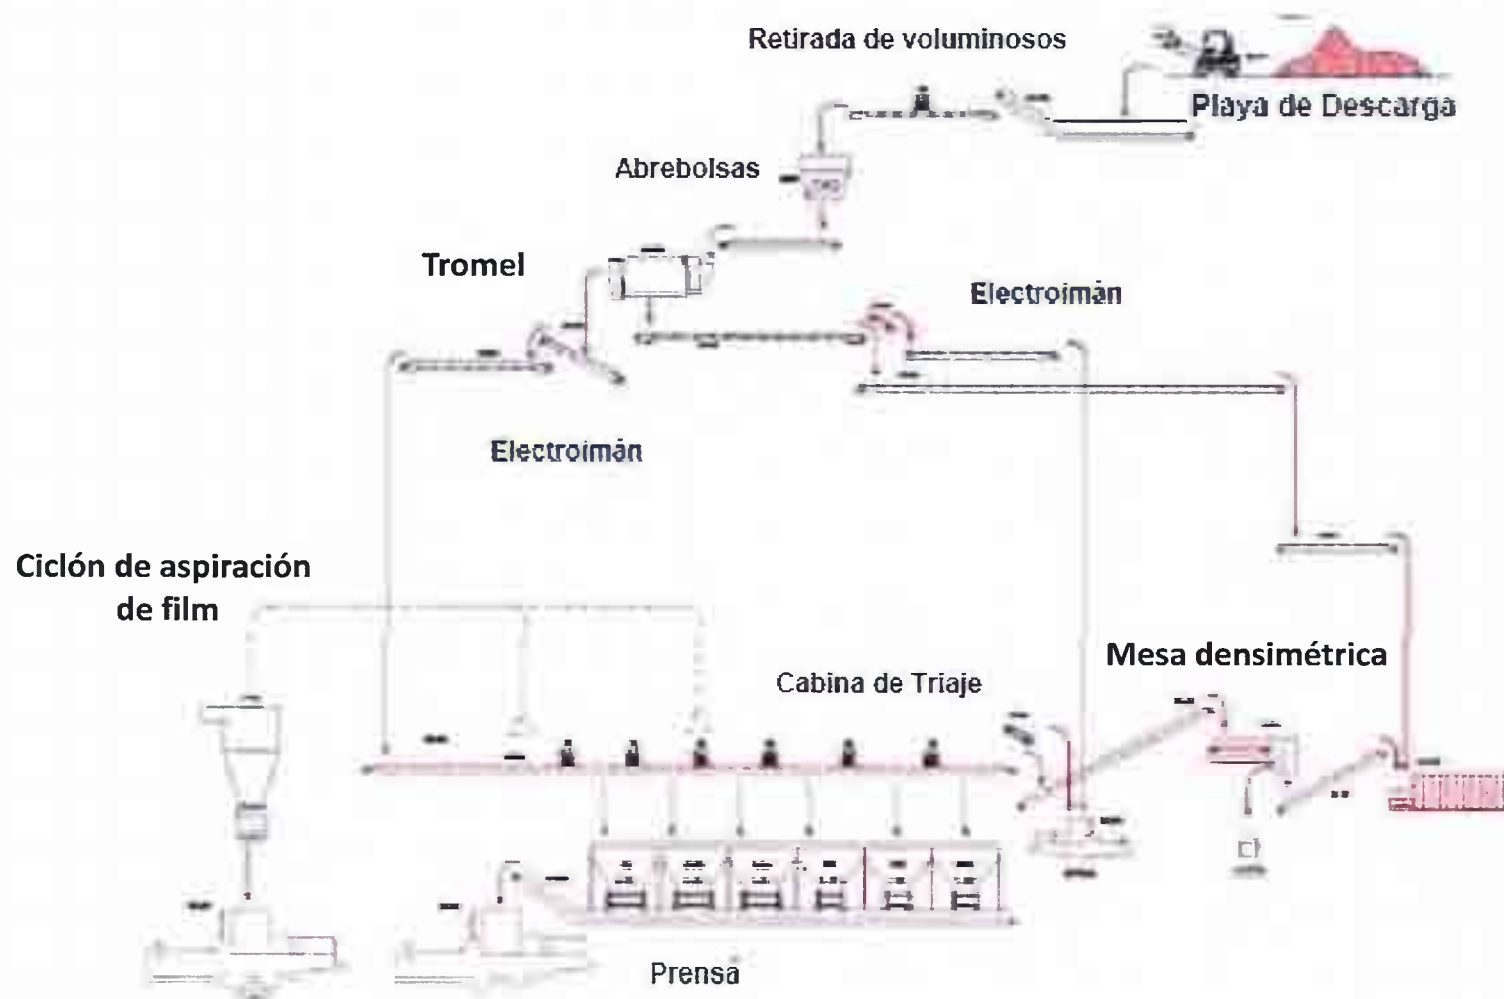 Retirada de voluminosos
Playa de Descarga
Abrebolsas
Tromel
Electroimán
Electroimán
Ciclón de aspiración
de film
Mesa densimétrica
Cabina de Triaje
Prensa